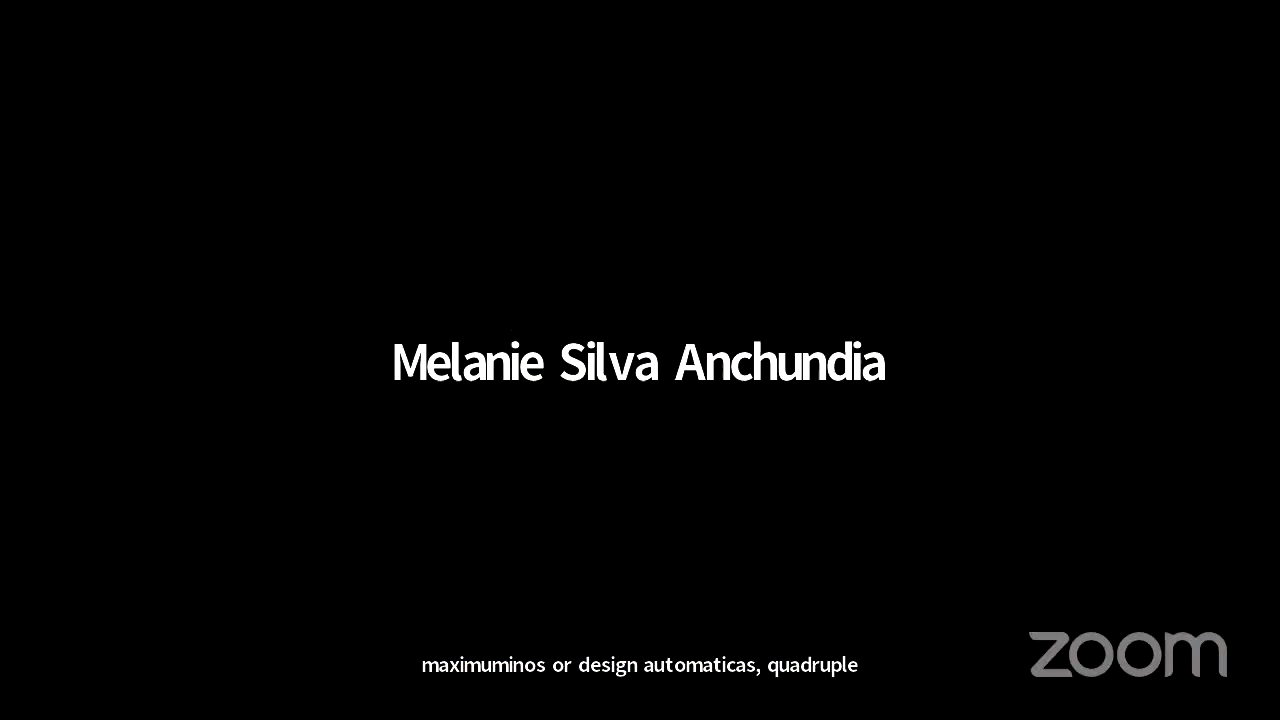 Melanie Silva Anchundia
maximuminos or design automaticas, quadruple
zoom